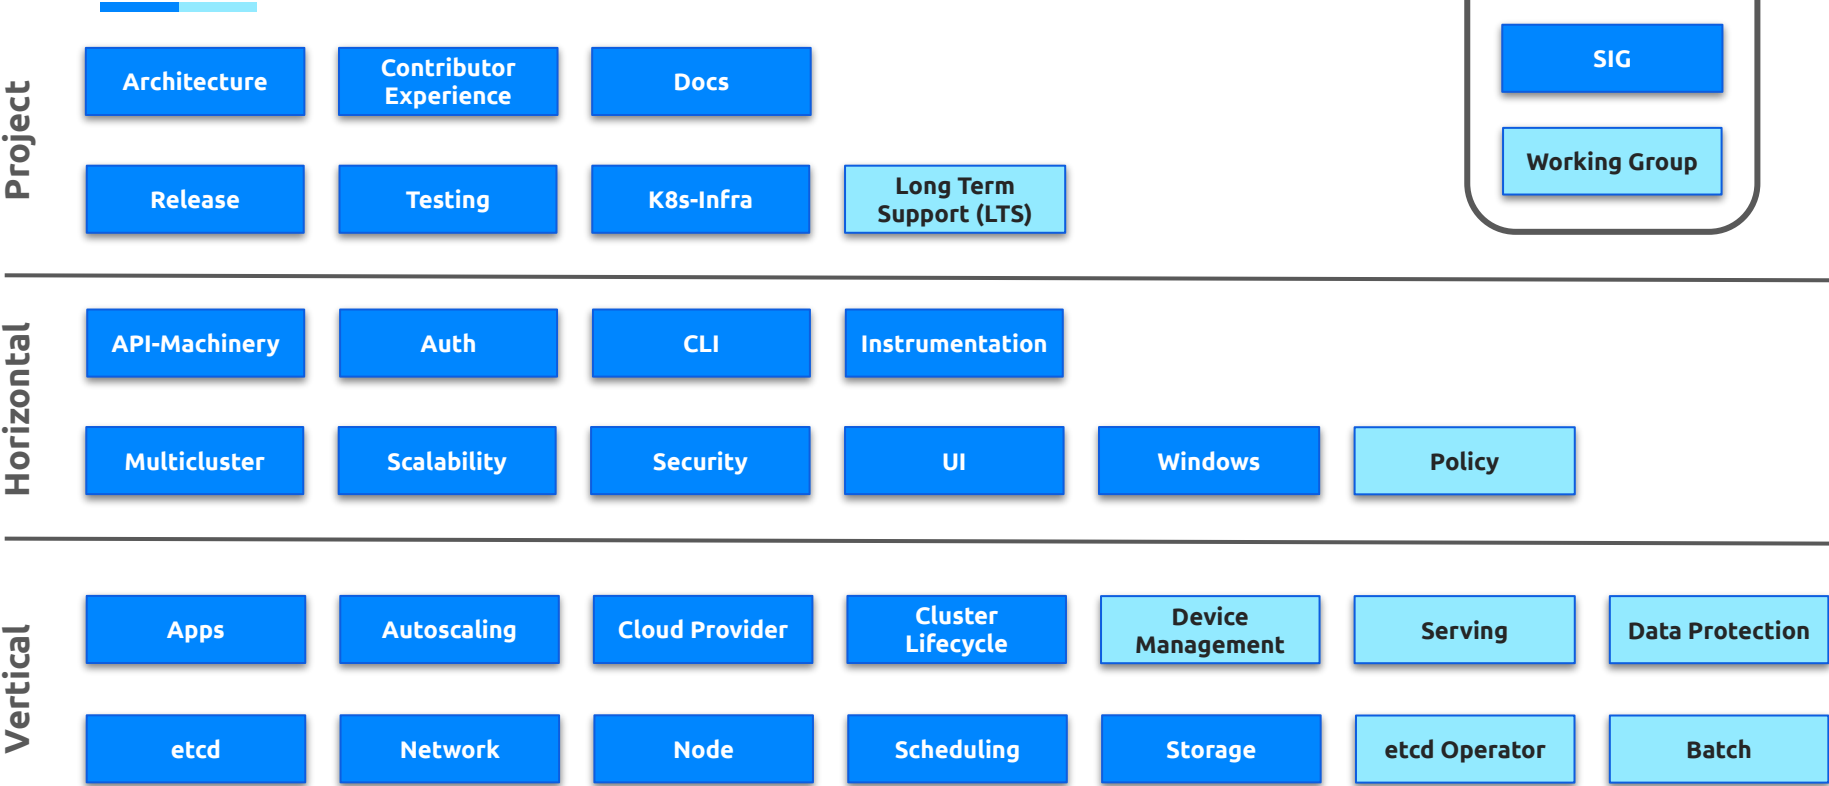 Project
Architecture
Contributor
Experience
Docs
SIG
Working Group
Release
Testing
K8s-Infra
Long Term
Support (LTS)
Horizontal
API-Machinery
Auth
CLI
Instrumentation
Multicluster
Scalability
Security
UI
Windows
Policy
Vertical
Apps
Autoscaling
Cloud Provider
Cluster
Lifecycle
Device
Management
Serving
Data Protection
etcd
Network
Node
Scheduling
Storage
etcd Operator
Batch